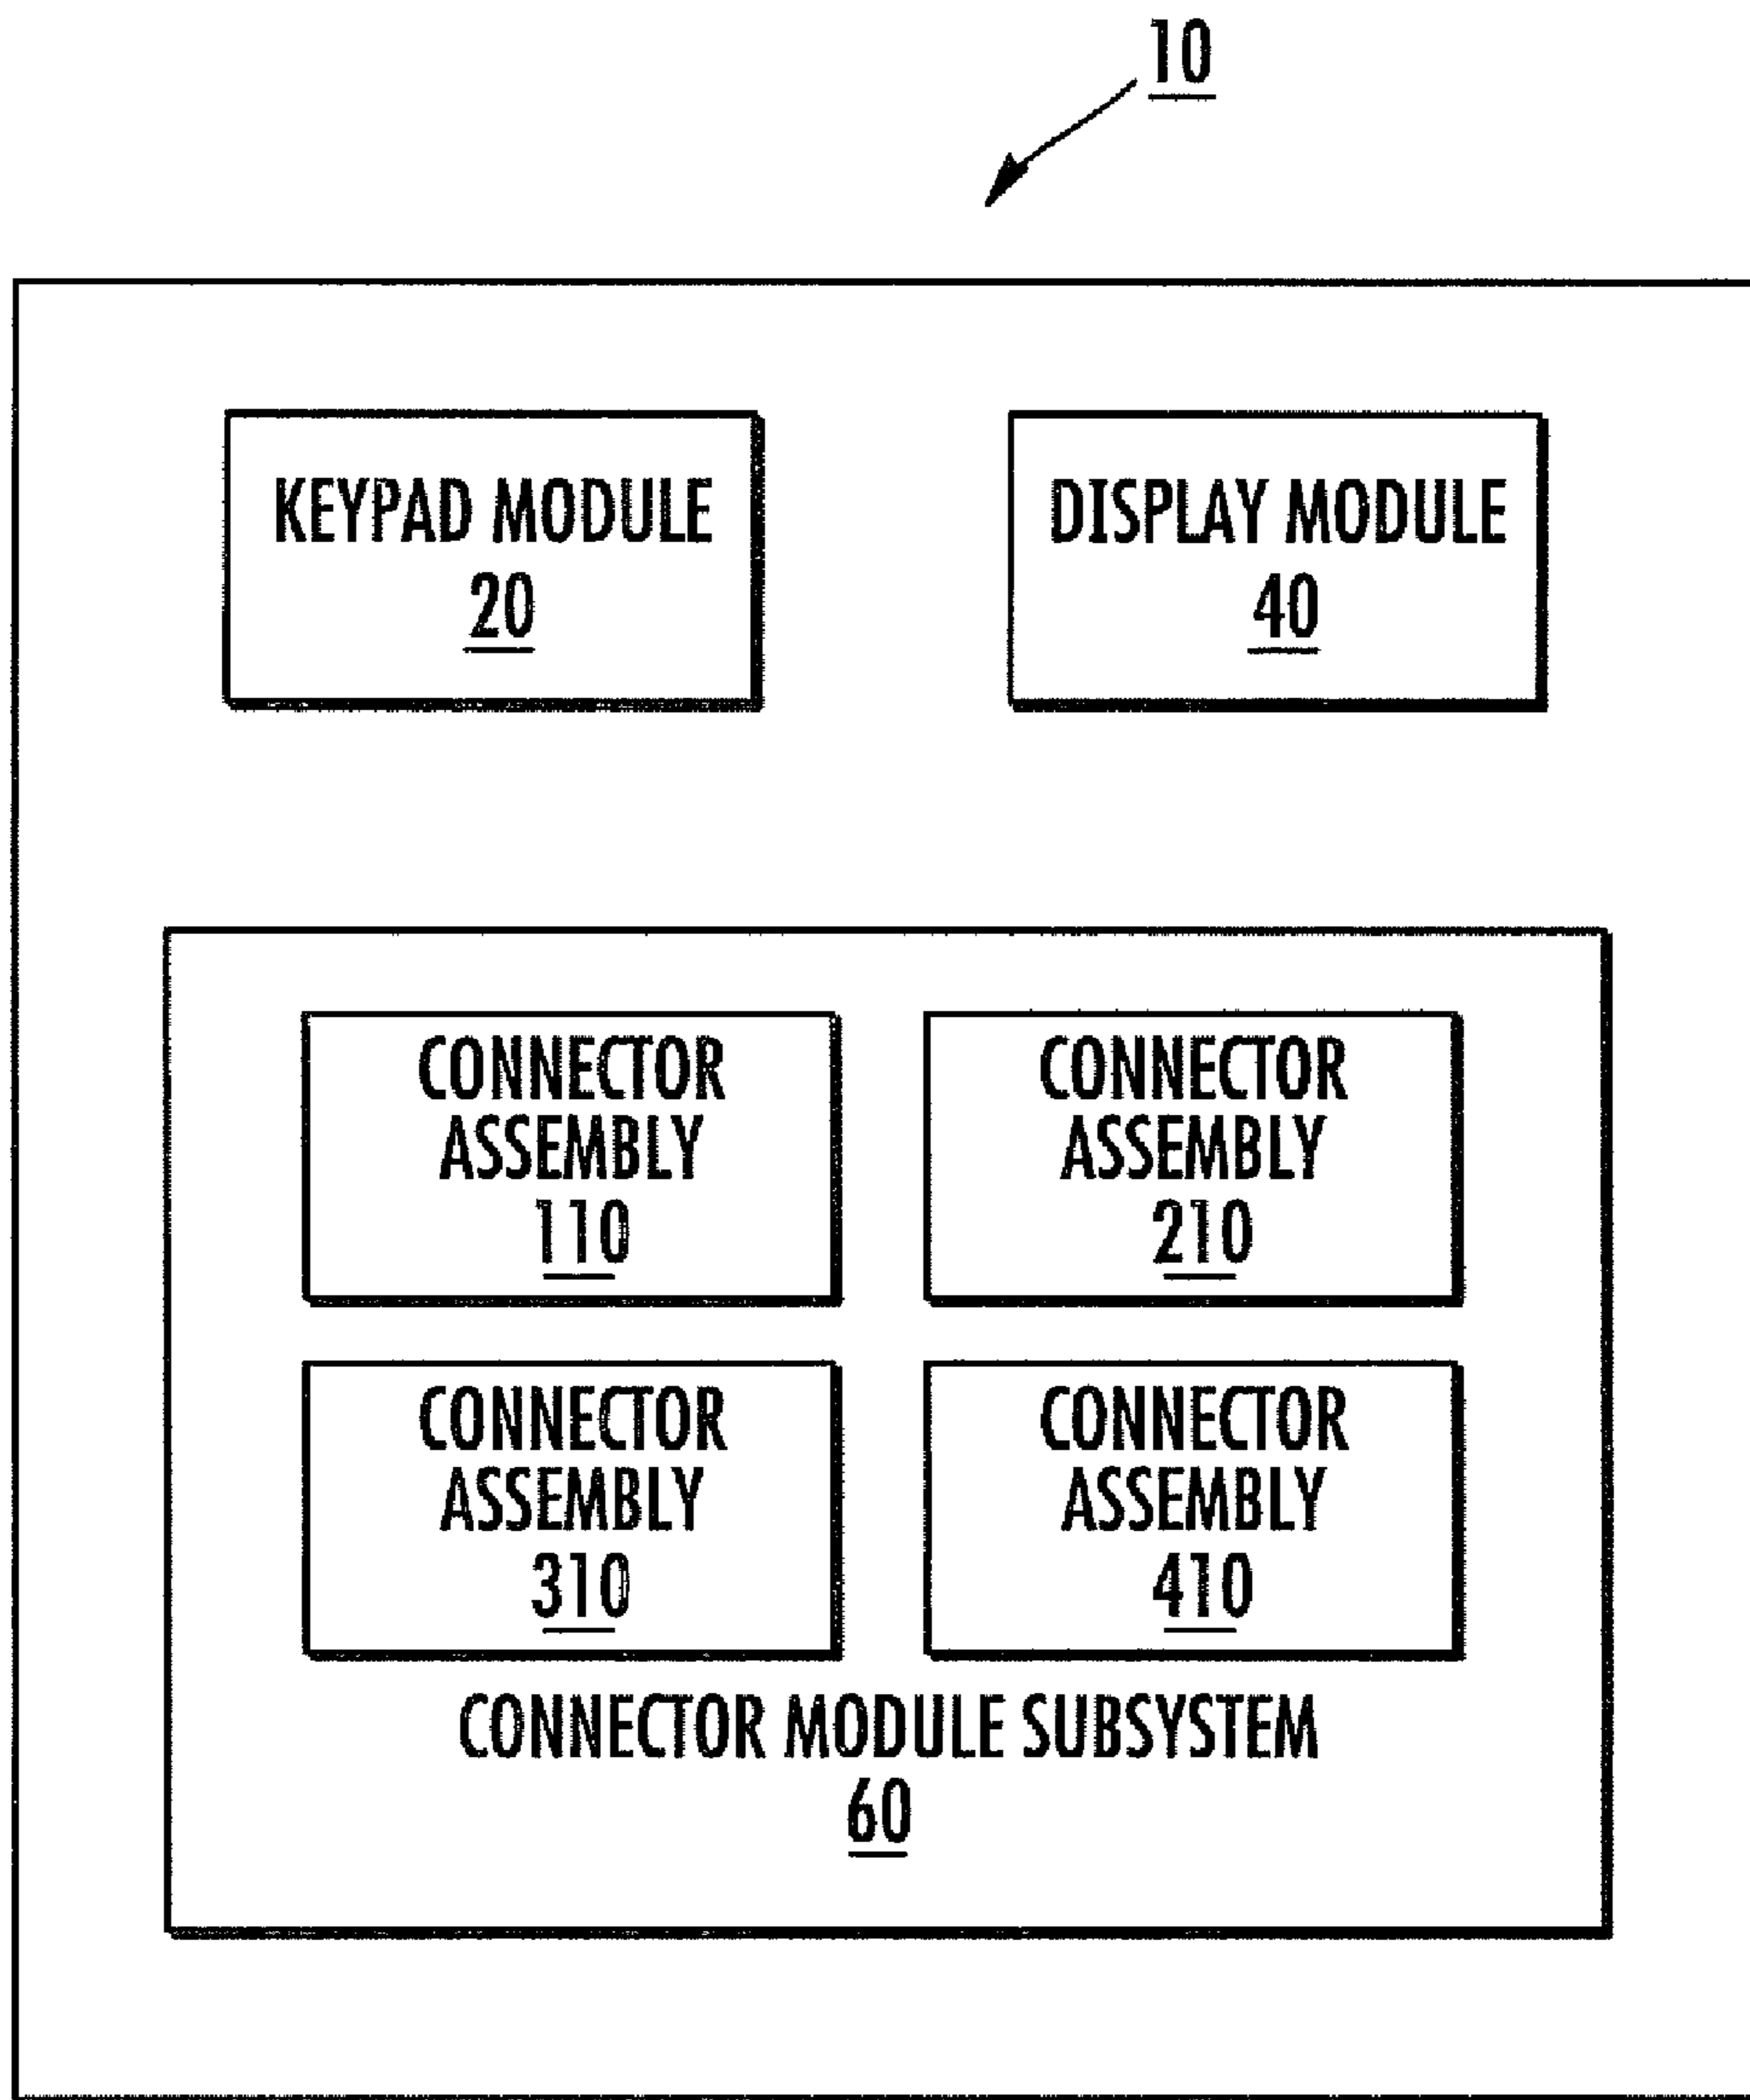 10
KEYPAD MODULE
20
DISPLAY MODULE
40
CONNECTOR
ASSEMBLY
110
CONNECTOR
ASSEMBLY
210
CONNECTOR
ASSEMBLY
310
CONNECTOR
ASSEMBLY
410
CONNECTOR MODULE SUBSYSTEM
60